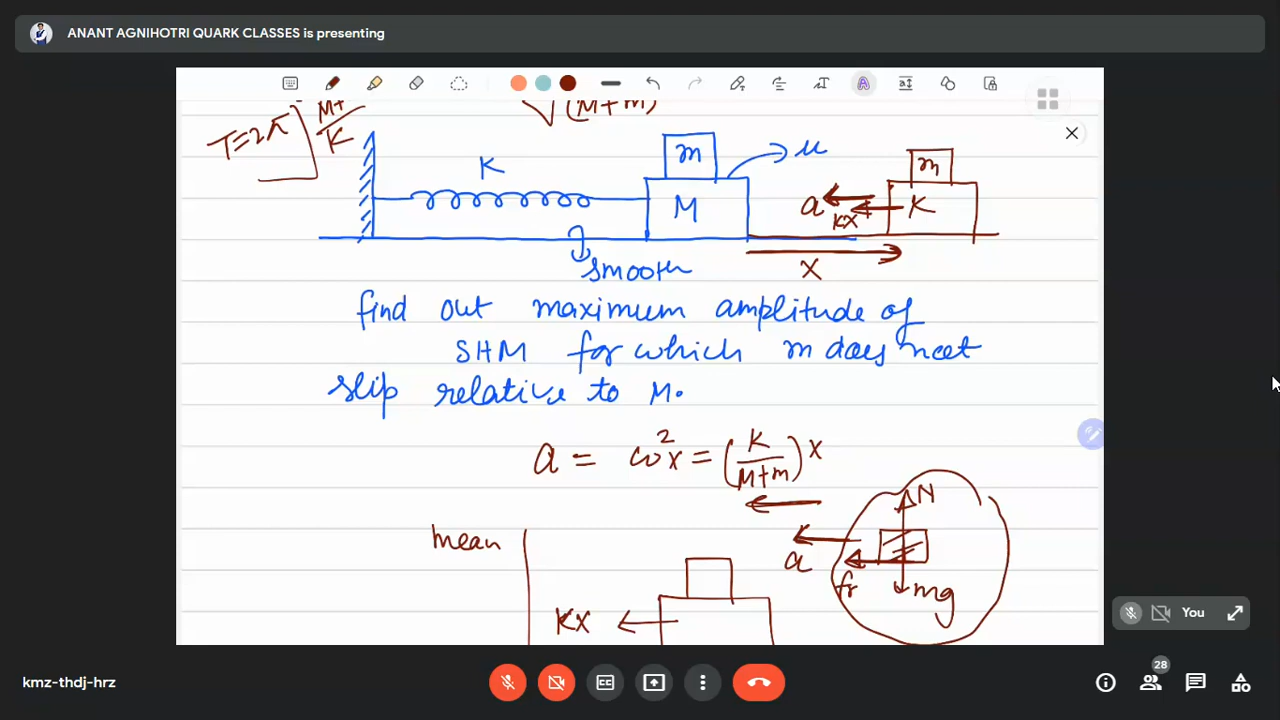 ANANT AGNIHOTRI QUARK CLASSES is presenting
√(M+m)
T=2π√M+/K
K
m
M
μ
m
a
Kx
K
smooth
X
find out maximum amplitude of
SHM for which m does not
slip relative to M.
a = ω²x = (K/M+m)x
N
mean
a
fr
mg
Kx
You
kmz-thdj-hrz
28